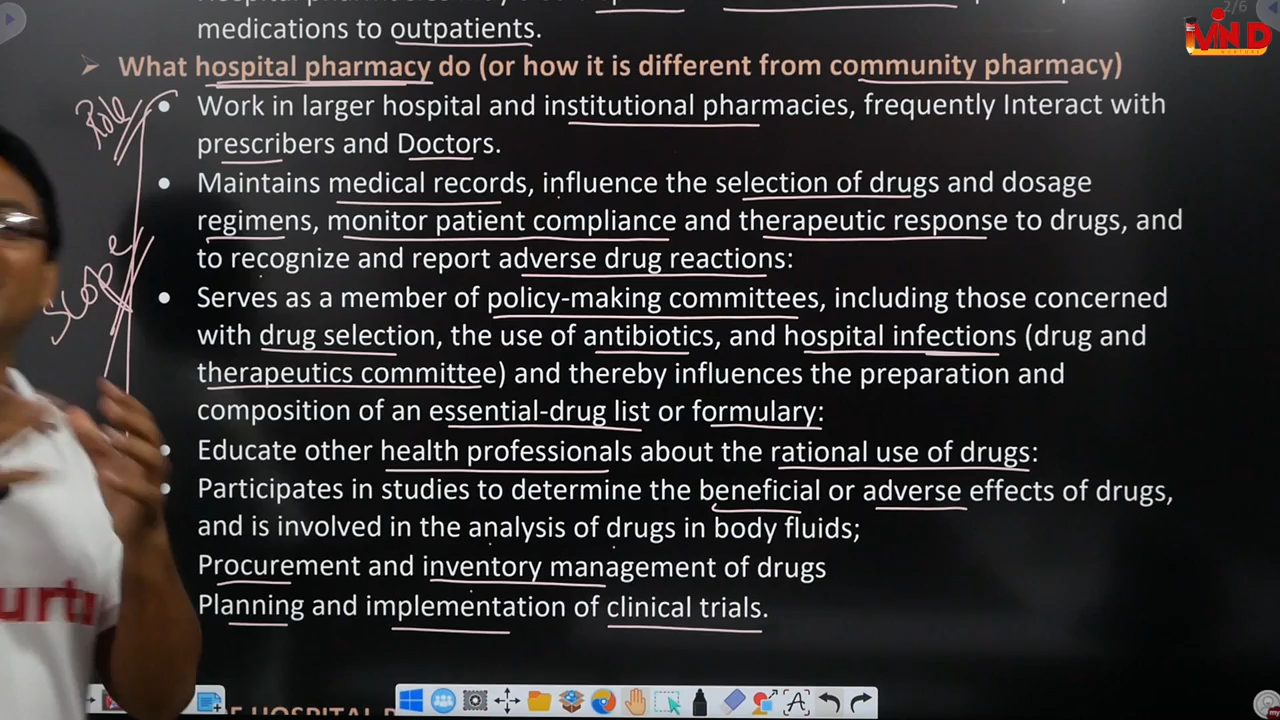 2/6
medications to outpatients.
What hospital pharmacy do (or how it is different from community pharmacy)
Role
Work in larger hospital and institutional pharmacies, frequently Interact with
prescribers and Doctors.
Maintains medical records, influence the selection of drugs and dosage
regimens, monitor patient compliance and therapeutic response to drugs, and
to recognize and report adverse drug reactions:
Scope
Serves as a member of policy-making committees, including those concerned
with drug selection, the use of antibiotics, and hospital infections (drug and
therapeutics committee) and thereby influences the preparation and
composition of an essential-drug list or formulary:
Educate other health professionals about the rational use of drugs:
Participates in studies to determine the beneficial or adverse effects of drugs,
and is involved in the analysis of drugs in body fluids;
Procurement and inventory management of drugs
Planning and implementation of clinical trials.